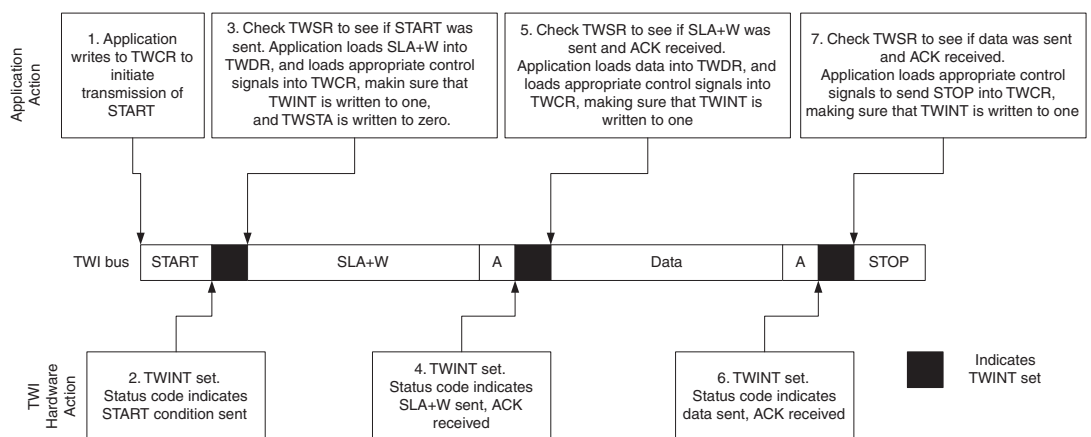 Application
Action
1. Application
writes to TWCR to
initiate
transmission of
START
3. Check TWSR to see if START was
sent. Application loads SLA+W into
TWDR, and loads appropriate control
signals into TWCR, makin sure that
TWINT is written to one,
and TWSTA is written to zero.
5. Check TWSR to see if SLA+W was
sent and ACK received.
Application loads data into TWDR, and
loads appropriate control signals into
TWCR, making sure that TWINT is
written to one
7. Check TWSR to see if data was sent
and ACK received.
Application loads appropriate control
signals to send STOP into TWCR,
making sure that TWINT is written to one
TWI bus
START
SLA+W
A
Data
A
STOP
TWI
Hardware
Action
2. TWINT set.
Status code indicates
START condition sent
4. TWINT set.
Status code indicates
SLA+W sent, ACK
received
6. TWINT set.
Status code indicates
data sent, ACK received
Indicates
TWINT set